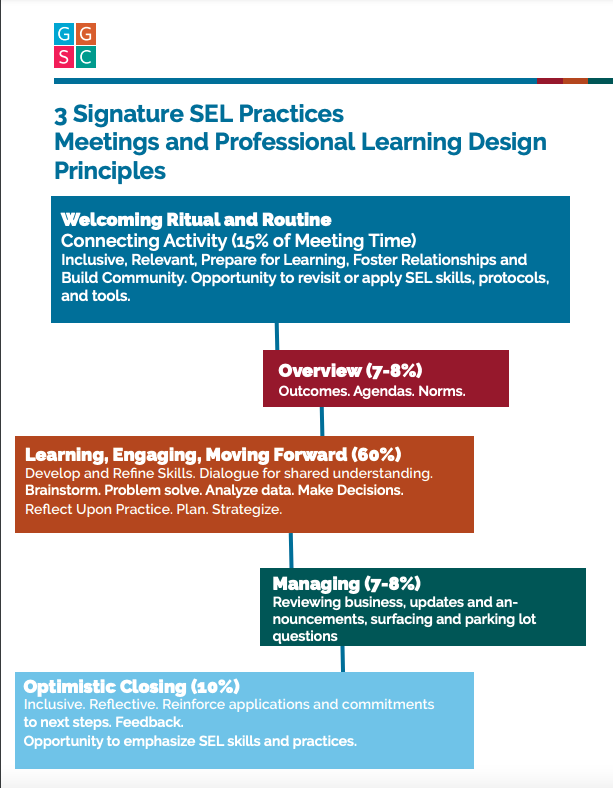 G G
S C
3 Signature SEL Practices
Meetings and Professional Learning Design
Principles
Welcoming Ritual and Routine
Connecting Activity (15% of Meeting Time)
Inclusive, Relevant, Prepare for Learning, Foster Relationships and
Build Community. Opportunity to revisit or apply SEL skills, protocols,
and tools.
Overview (7-8%)
Outcomes. Agendas. Norms.
Learning, Engaging, Moving Forward (60%)
Develop and Refine Skills. Dialogue for shared understanding.
Brainstorm. Problem solve. Analyze data. Make Decisions.
Reflect Upon Practice. Plan. Strategize.
Managing (7-8%)
Reviewing business, updates and an-
nouncements, surfacing and parking lot
questions
Optimistic Closing (10%)
Inclusive. Reflective. Reinforce applications and commitments
to next steps. Feedback.
Opportunity to emphasize SEL skills and practices.